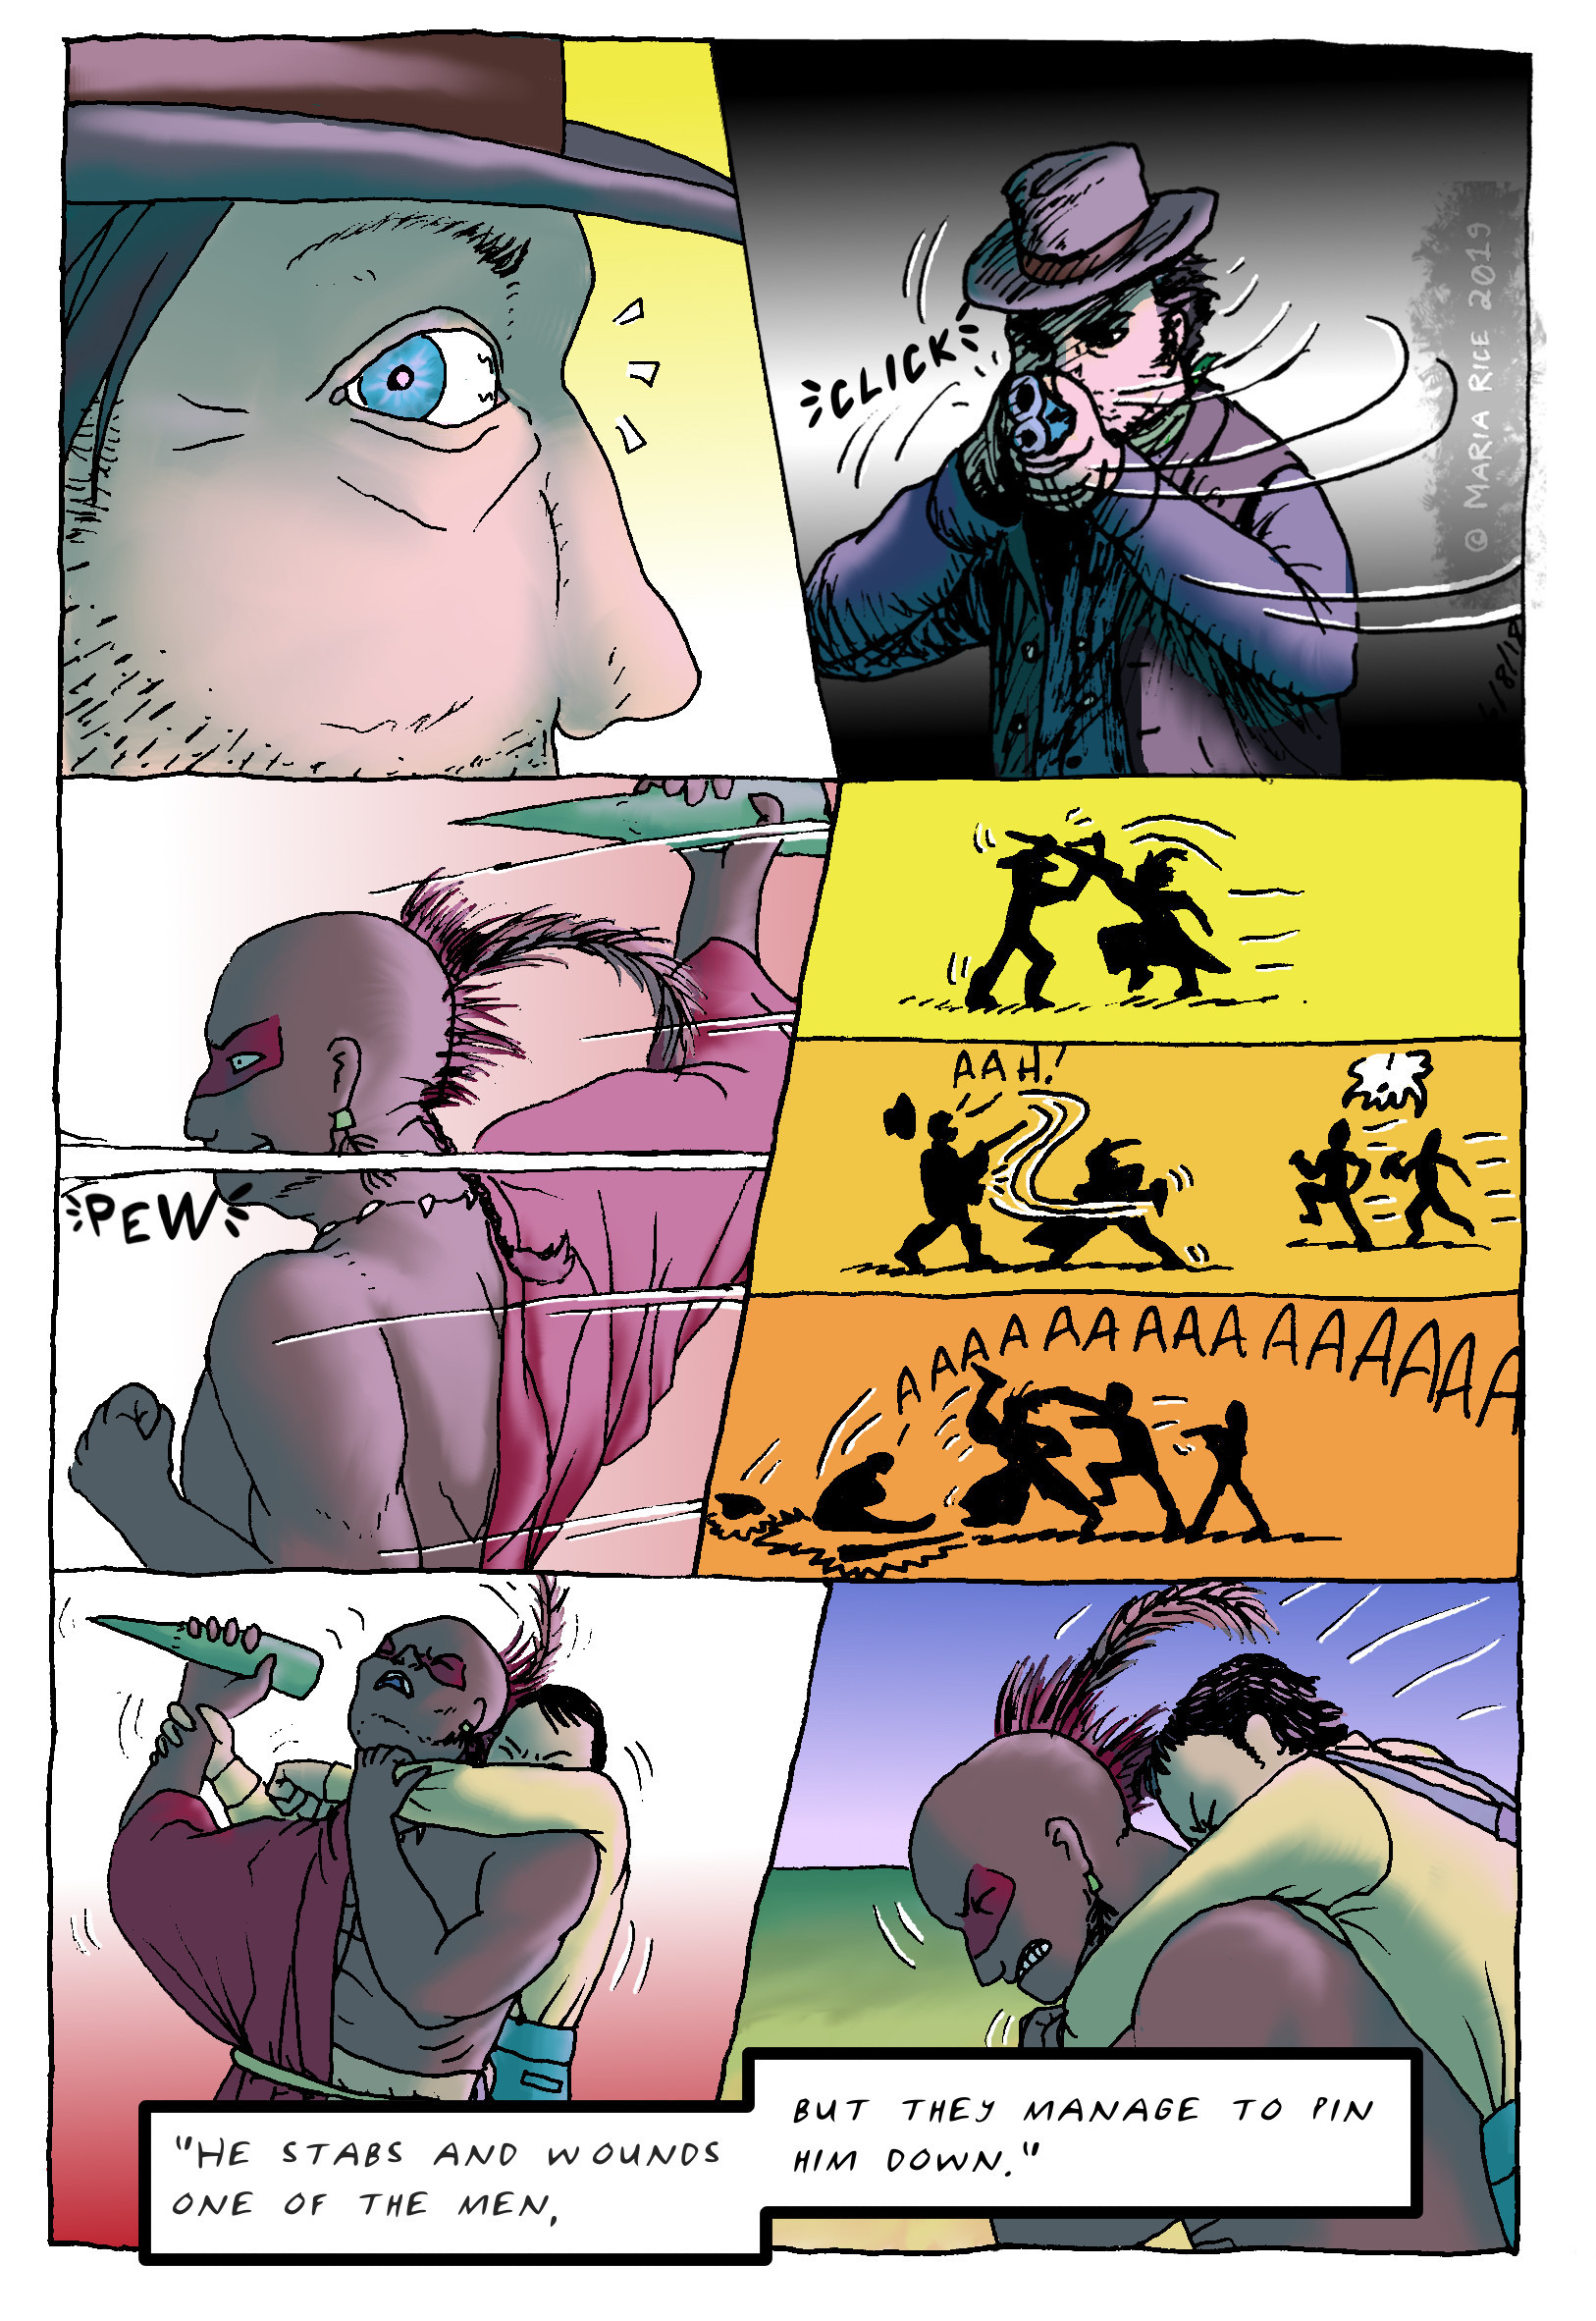 CLICK
© MARIA RICE 2019
PEW
AAH!
AAAAAAAAAAAAAAAAA
"HE STABS AND WOUNDS
ONE OF THE MEN,
BUT THEY MANAGE TO PIN
HIM DOWN."